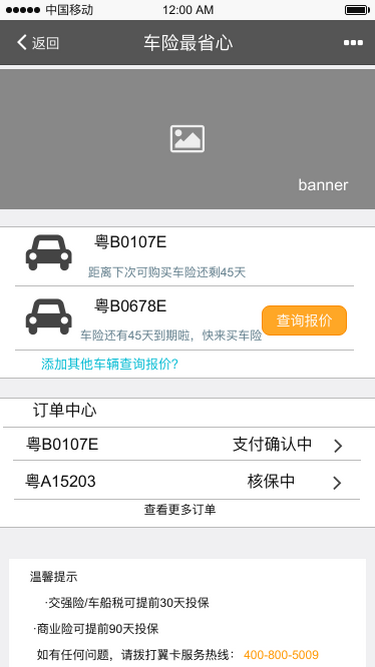 中国移动 12:00 AM
返回 车险最省心
banner
粤B0107E
距离下次可购买车险还剩45天
粤B0678E
查询报价
车险还有45天到期啦，快来买车险
添加其他车辆查询报价?
订单中心
粤B0107E 支付确认中
粤A15203 核保中
查看更多订单
温馨提示
·交强险/车船税可提前30天投保
·商业险可提前90天投保
如有任何问题，请拨打翼卡服务热线： 400-800-5009